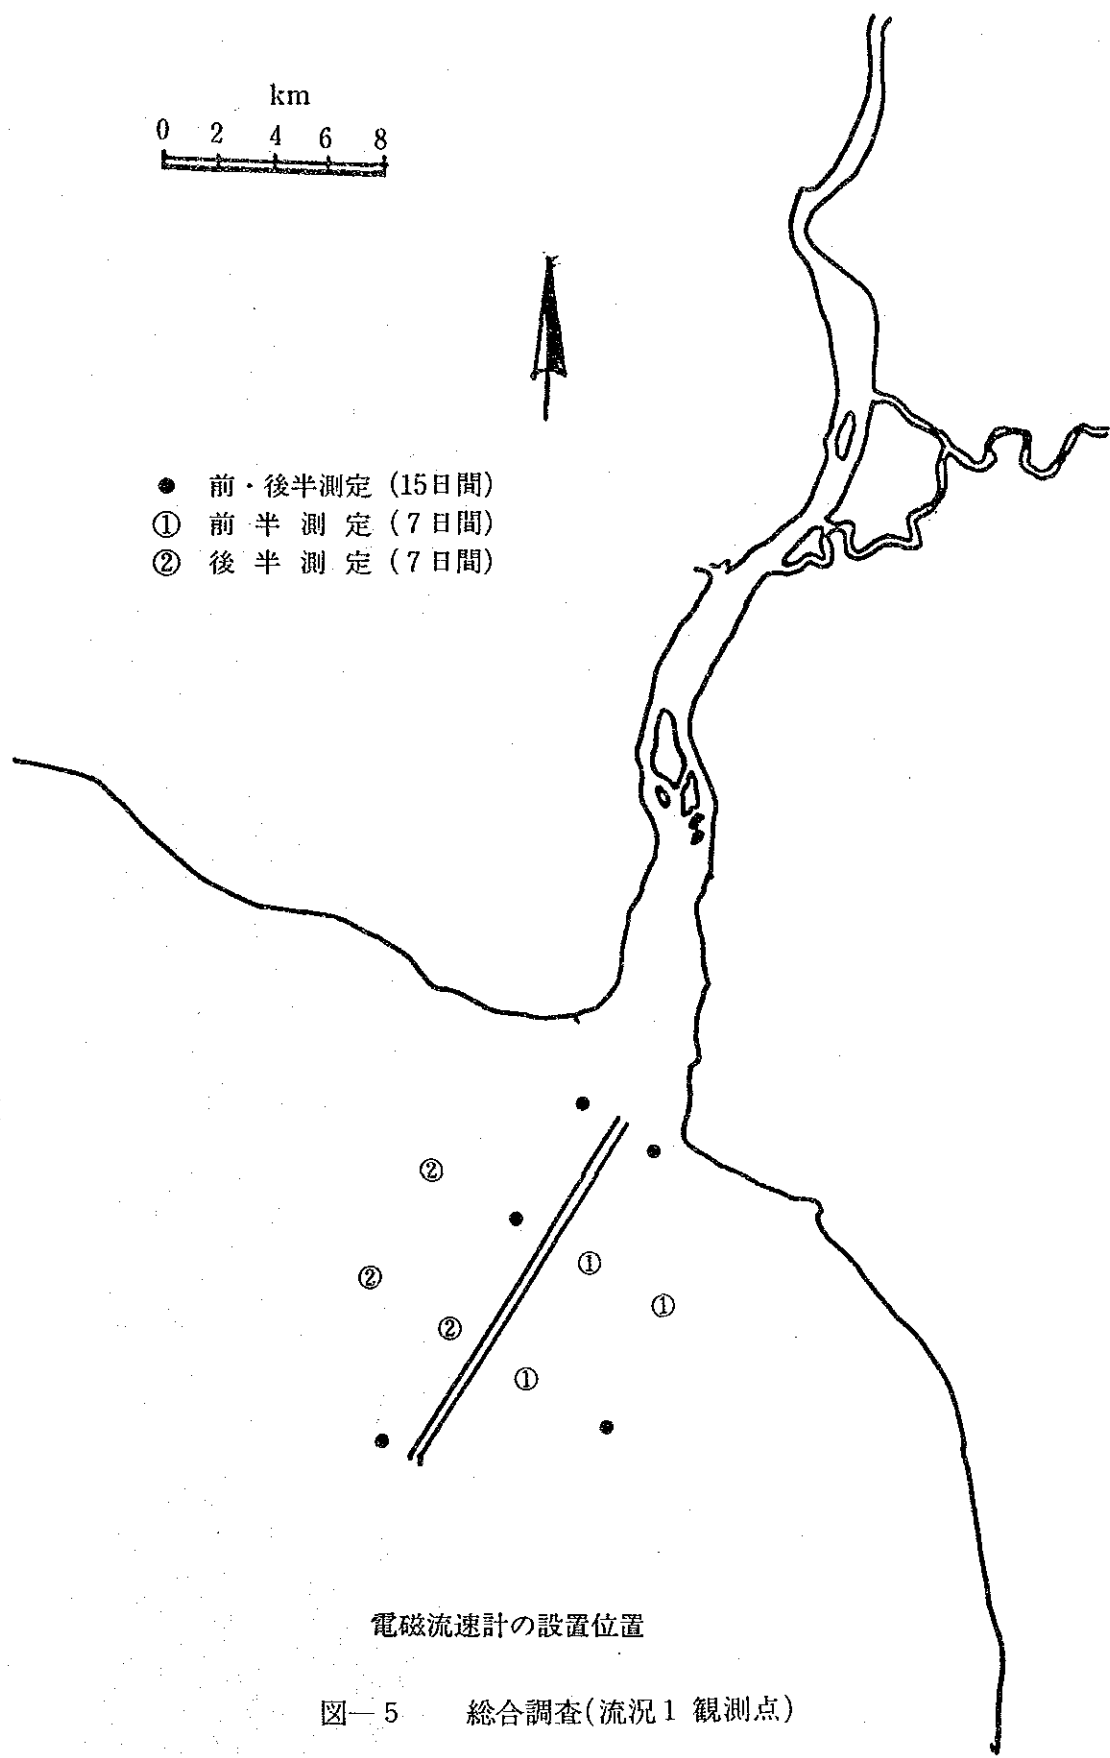 km
0 2 4 6 8
● 前・後半測定 (15日間)
① 前半測定 (7日間)
② 後半測定 (7日間)
②
②
①
②
①
①
電磁流速計の設置位置
図―5 総合調査(流況1 観測点)